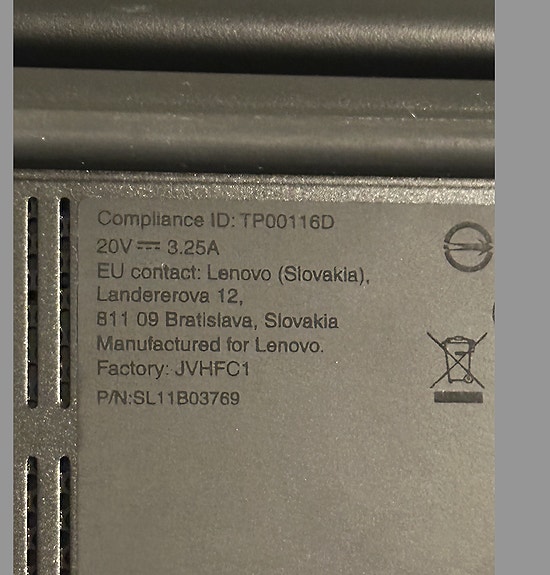 Compliance ID: TP00116D
20V ⎓ 3.25A
EU contact: Lenovo (Slovakia),
Landererova 12,
811 09 Bratislava, Slovakia
Manufactured for Lenovo.
Factory: JVHFC1
P/N:SL11B03769